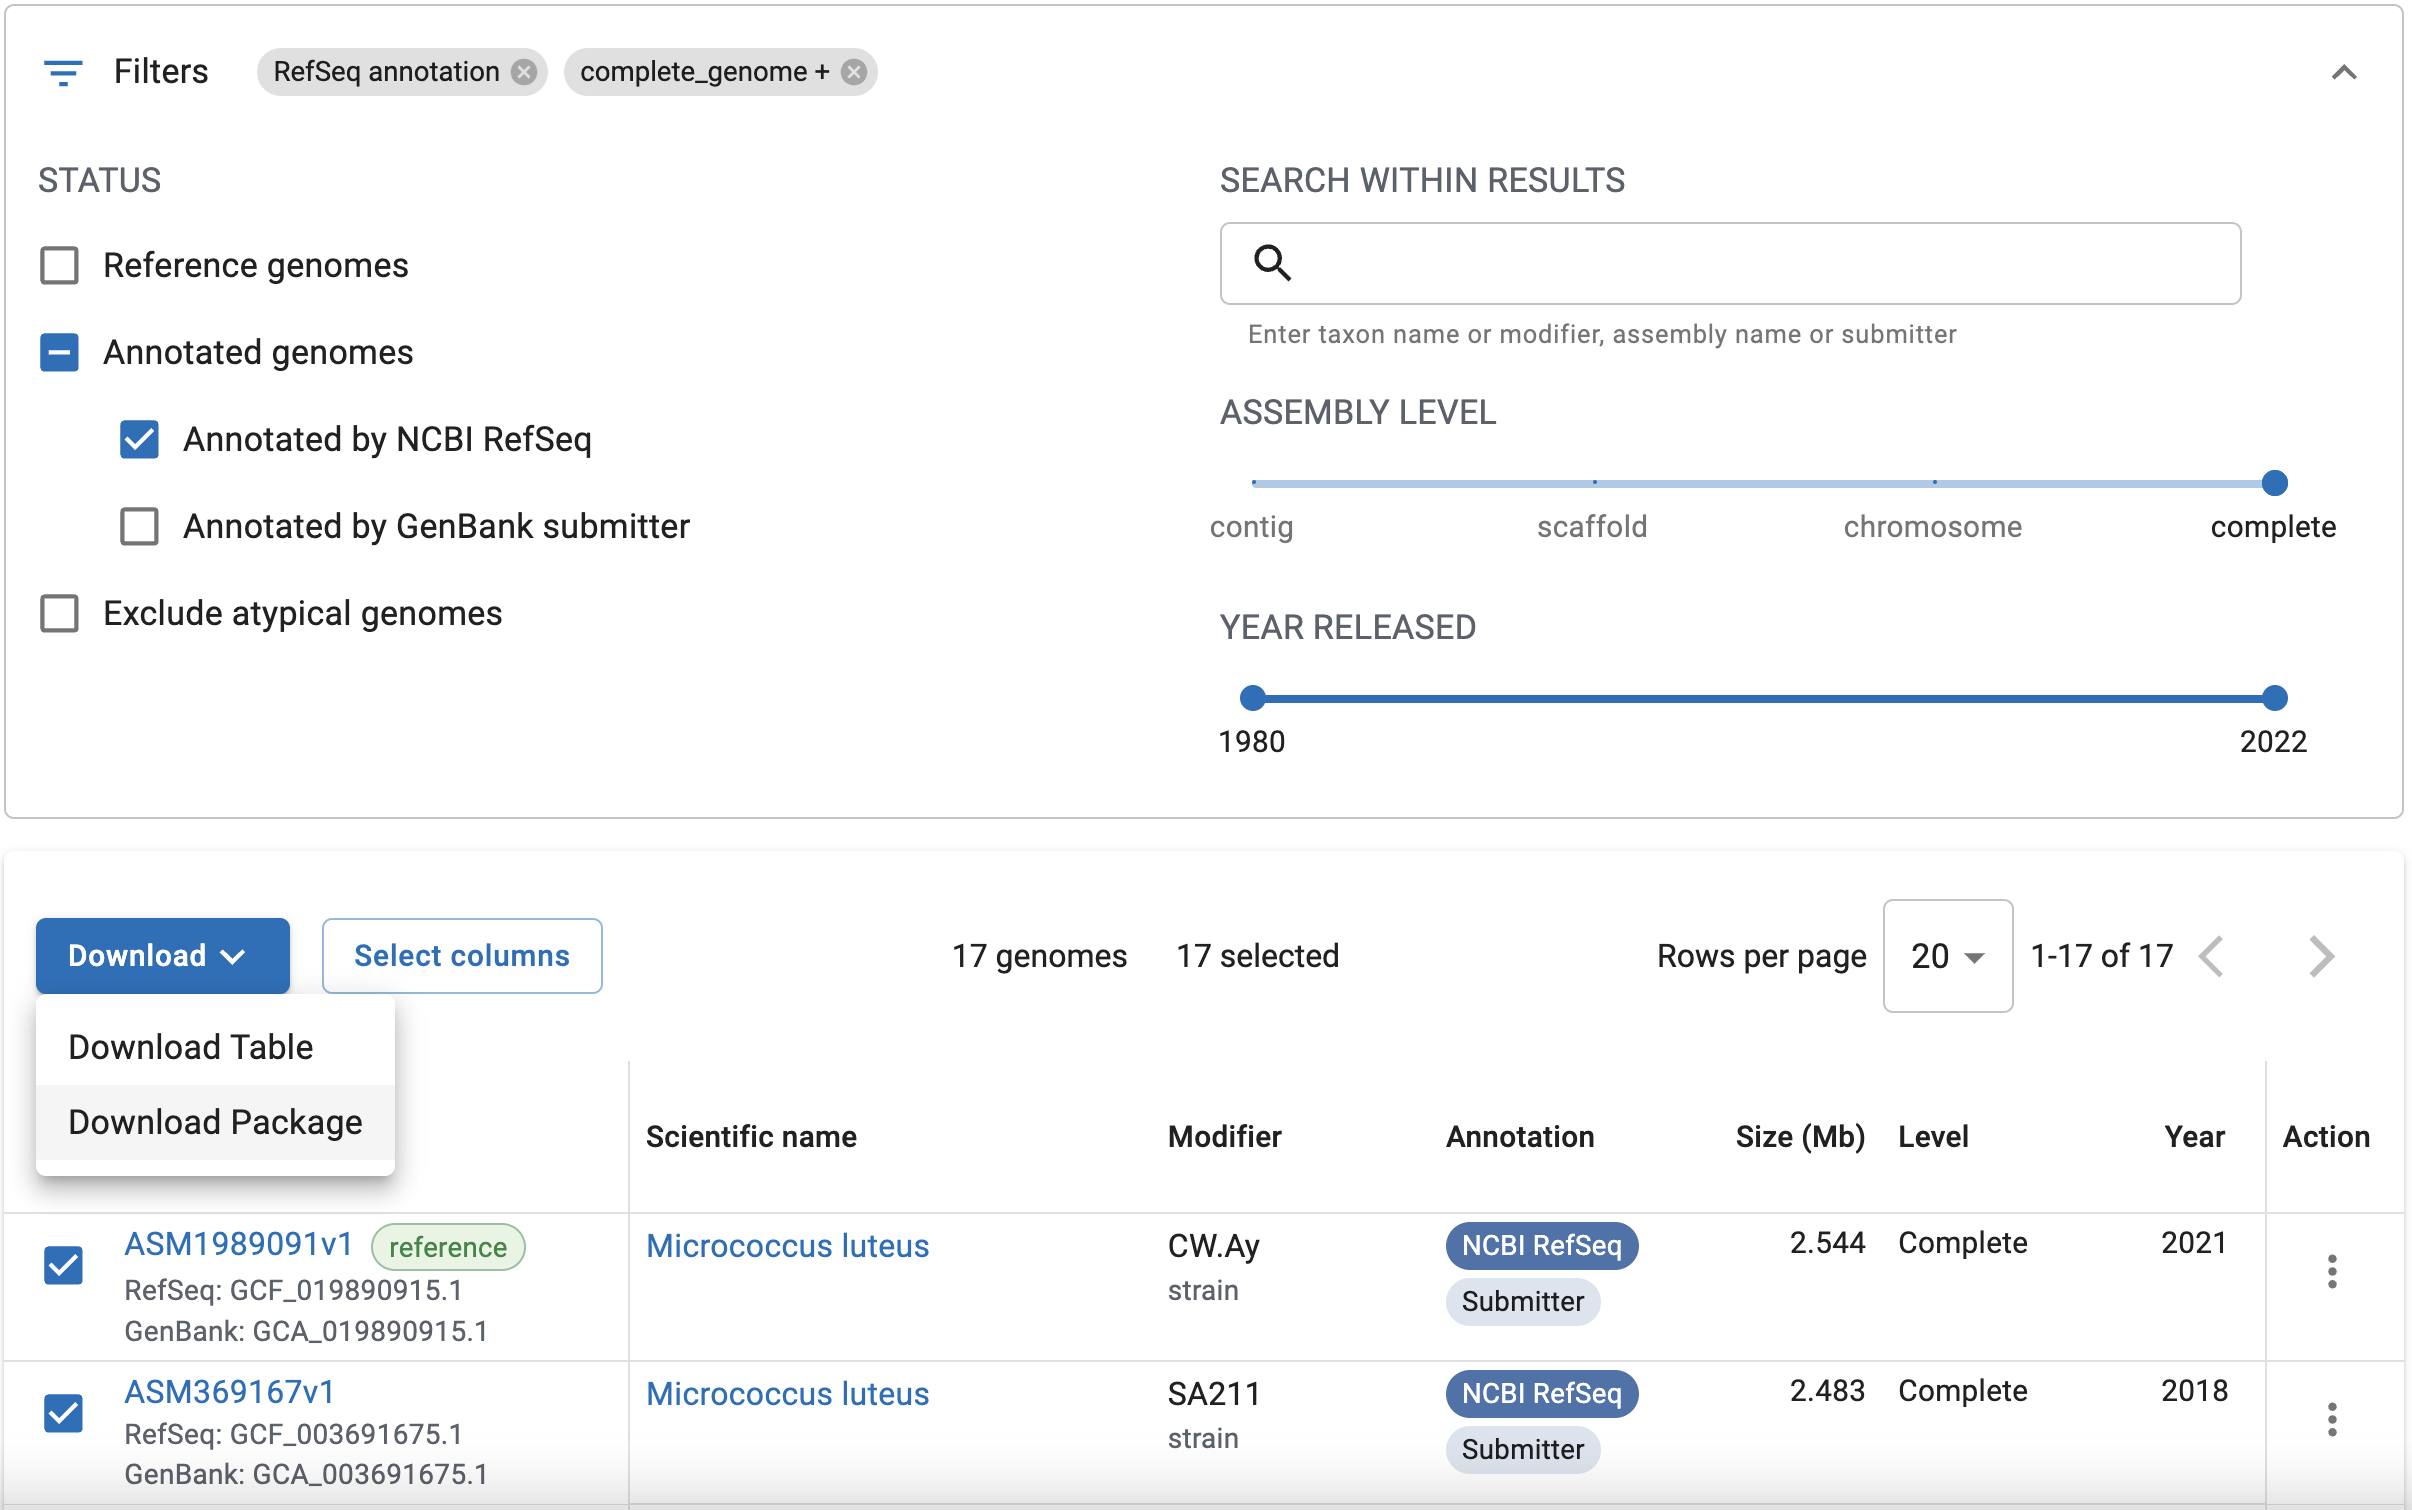 Filters
RefSeq annotation
complete_genome +
STATUS
Reference genomes
Annotated genomes
Annotated by NCBI RefSeq
Annotated by GenBank submitter
Exclude atypical genomes
SEARCH WITHIN RESULTS
Enter taxon name or modifier, assembly name or submitter
ASSEMBLY LEVEL
contig scaffold chromosome complete
YEAR RELEASED
1980 2022
Download Select columns 17 genomes 17 selected Rows per page 20 1-17 of 17
Download Table
Download Package
Scientific name Modifier Annotation Size (Mb) Level Year Action
ASM1989091v1 reference Micrococcus luteus CW.Ay NCBI RefSeq 2.544 Complete 2021
RefSeq: GCF_019890915.1 strain Submitter
GenBank: GCA_019890915.1
ASM369167v1 Micrococcus luteus SA211 NCBI RefSeq 2.483 Complete 2018
RefSeq: GCF_003691675.1 strain Submitter
GenBank: GCA_003691675.1